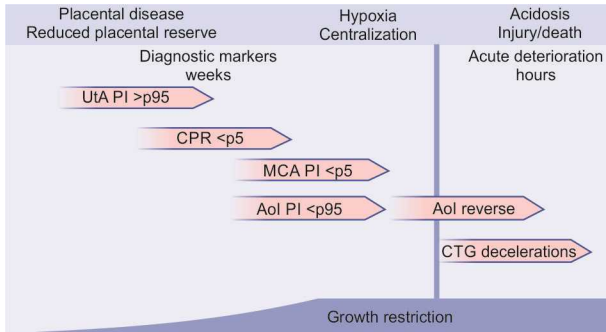 Placental disease
Reduced placental reserve
Hypoxia
Centralization
Acidosis
Injury/death
Diagnostic markers
weeks
Acute deterioration
hours
UtA PI >p95
CPR <p5
MCA PI <p5
AoI PI <p95
AoI reverse
CTG decelerations
Growth restriction